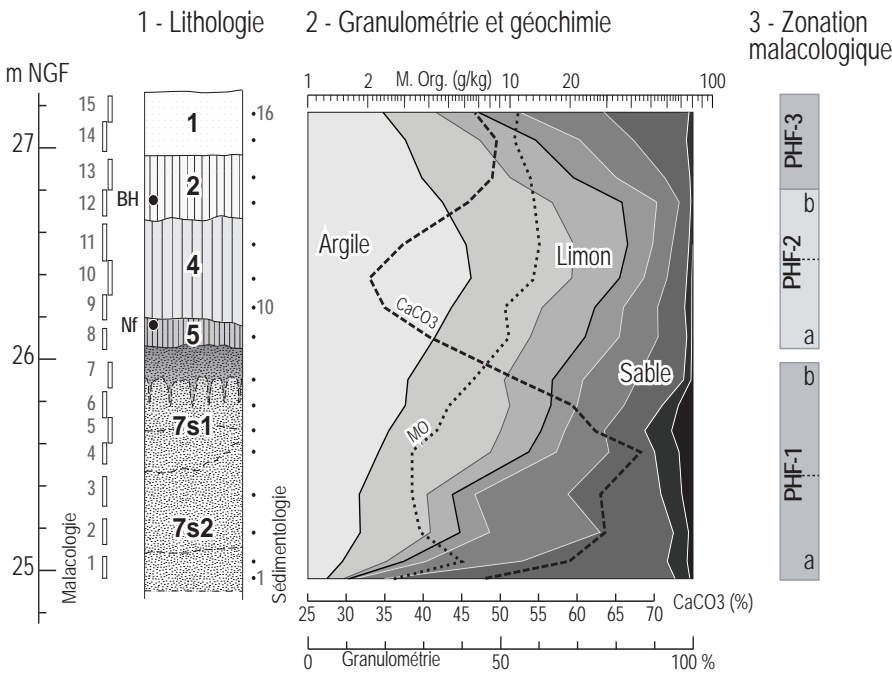 1 - Lithologie
2 - Granulométrie et géochimie
3 - Zonation
malacologique
m NGF
1 2 M. Org. (g/kg) 10 20 100
15
14
13
12
11
10
9
8
7
6
5
4
3
2
1
27
26
25
Malacologie
BH
Nf
1
2
4
5
7s1
7s2
16
10
1
Sédimentologie
Argile
Limon
Sable
CaCO3
MO
PHF-3
b
PHF-2
a
b
PHF-1
a
25 30 35 40 45 50 55 60 65 70 CaCO3 (%)
0 Granulométrie 50 100 %